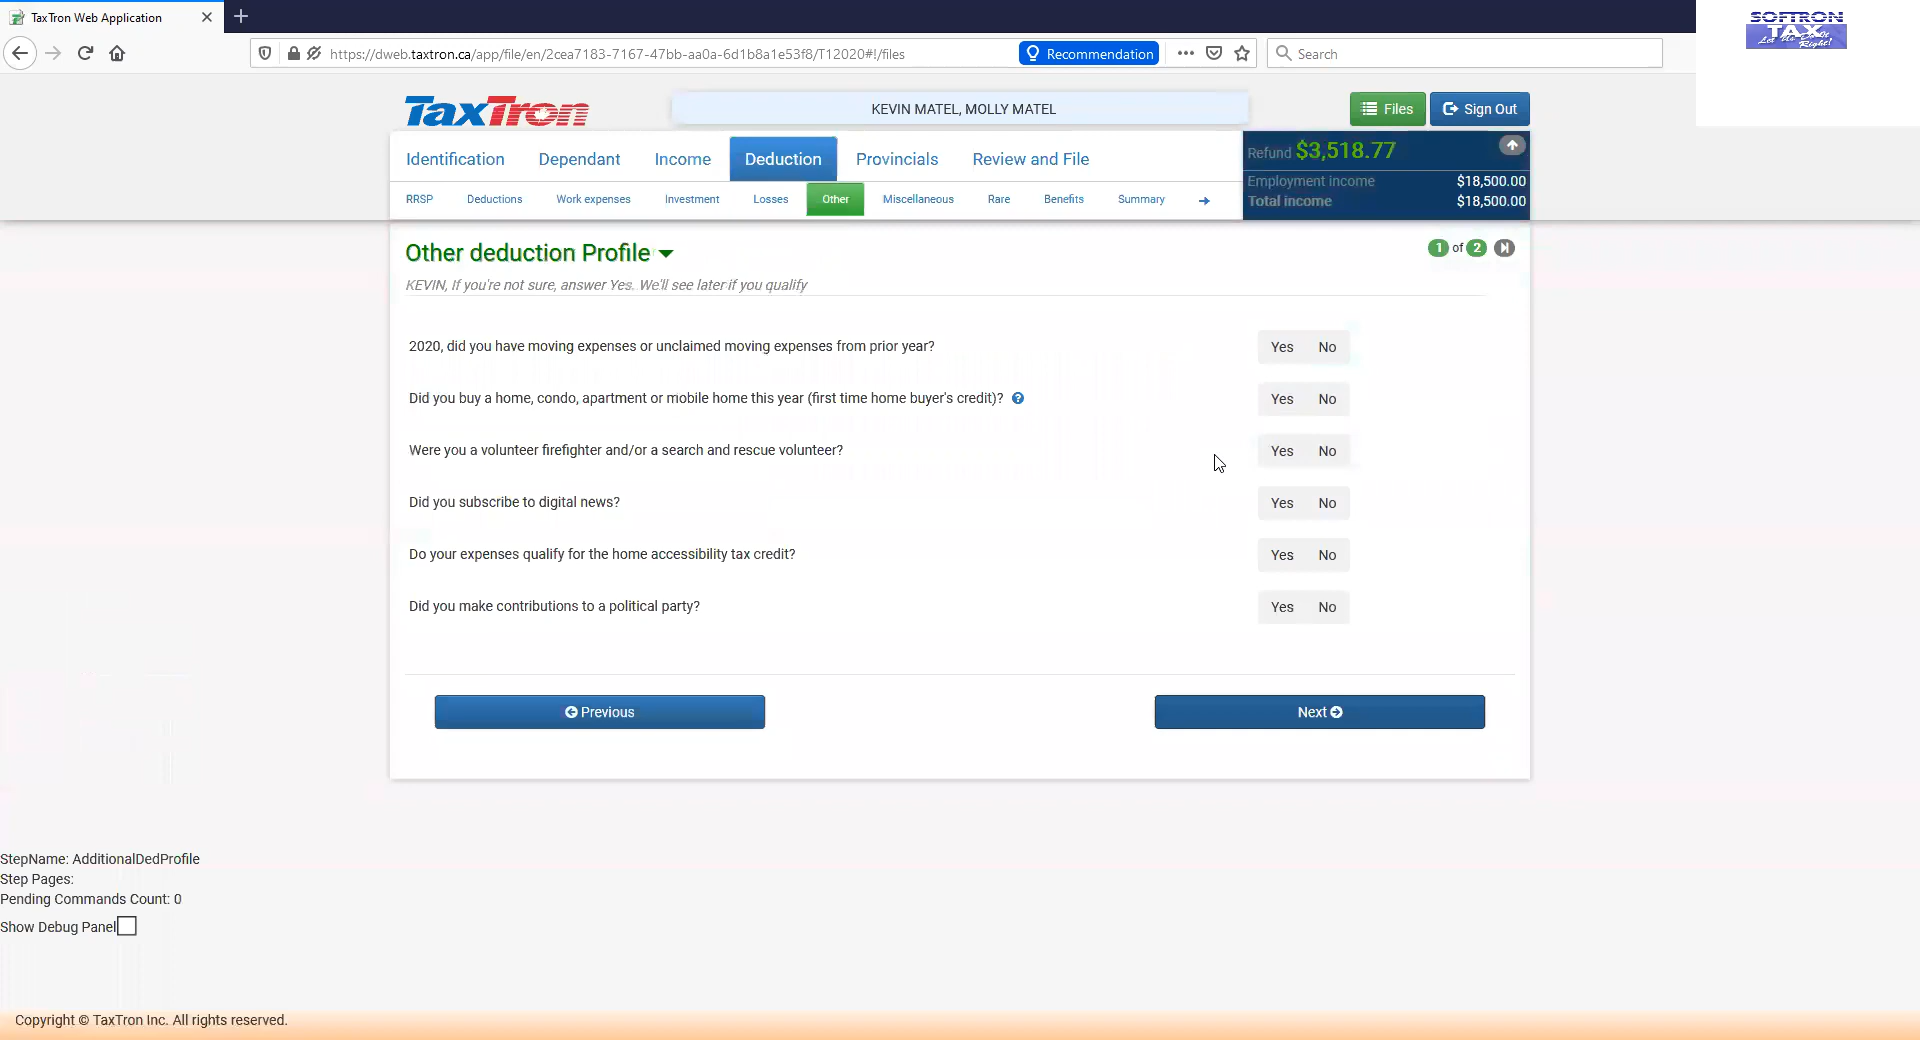 TaxTron Web Application
SOFTRON
TAX
Let Us Do It
Right!
https://dweb.taxtron.ca/app/file/en/2cea7183-7167-47bb-aa0a-6d1b8a1e53f8/T12020#!/files
Recommendation
Search
TaxTron
KEVIN MATEL, MOLLY MATEL
Files
Sign Out
Identification Dependant Income Deduction Provincials Review and File
Refund $3,518.77
Employment income $18,500.00
Total income $18,500.00
RRSP Deductions Work expenses Investment Losses Other Miscellaneous Rare Benefits Summary
Other deduction Profile
1 of 2
KEVIN, If you're not sure, answer Yes. We'll see later if you qualify
2020, did you have moving expenses or unclaimed moving expenses from prior year? Yes No
Did you buy a home, condo, apartment or mobile home this year (first time home buyer's credit)? ? Yes No
Were you a volunteer firefighter and/or a search and rescue volunteer? Yes No
Did you subscribe to digital news? Yes No
Do your expenses qualify for the home accessibility tax credit? Yes No
Did you make contributions to a political party? Yes No
Previous
Next
StepName: AdditionalDedProfile
Step Pages:
Pending Commands Count: 0
Show Debug Panel
Copyright © TaxTron Inc. All rights reserved.